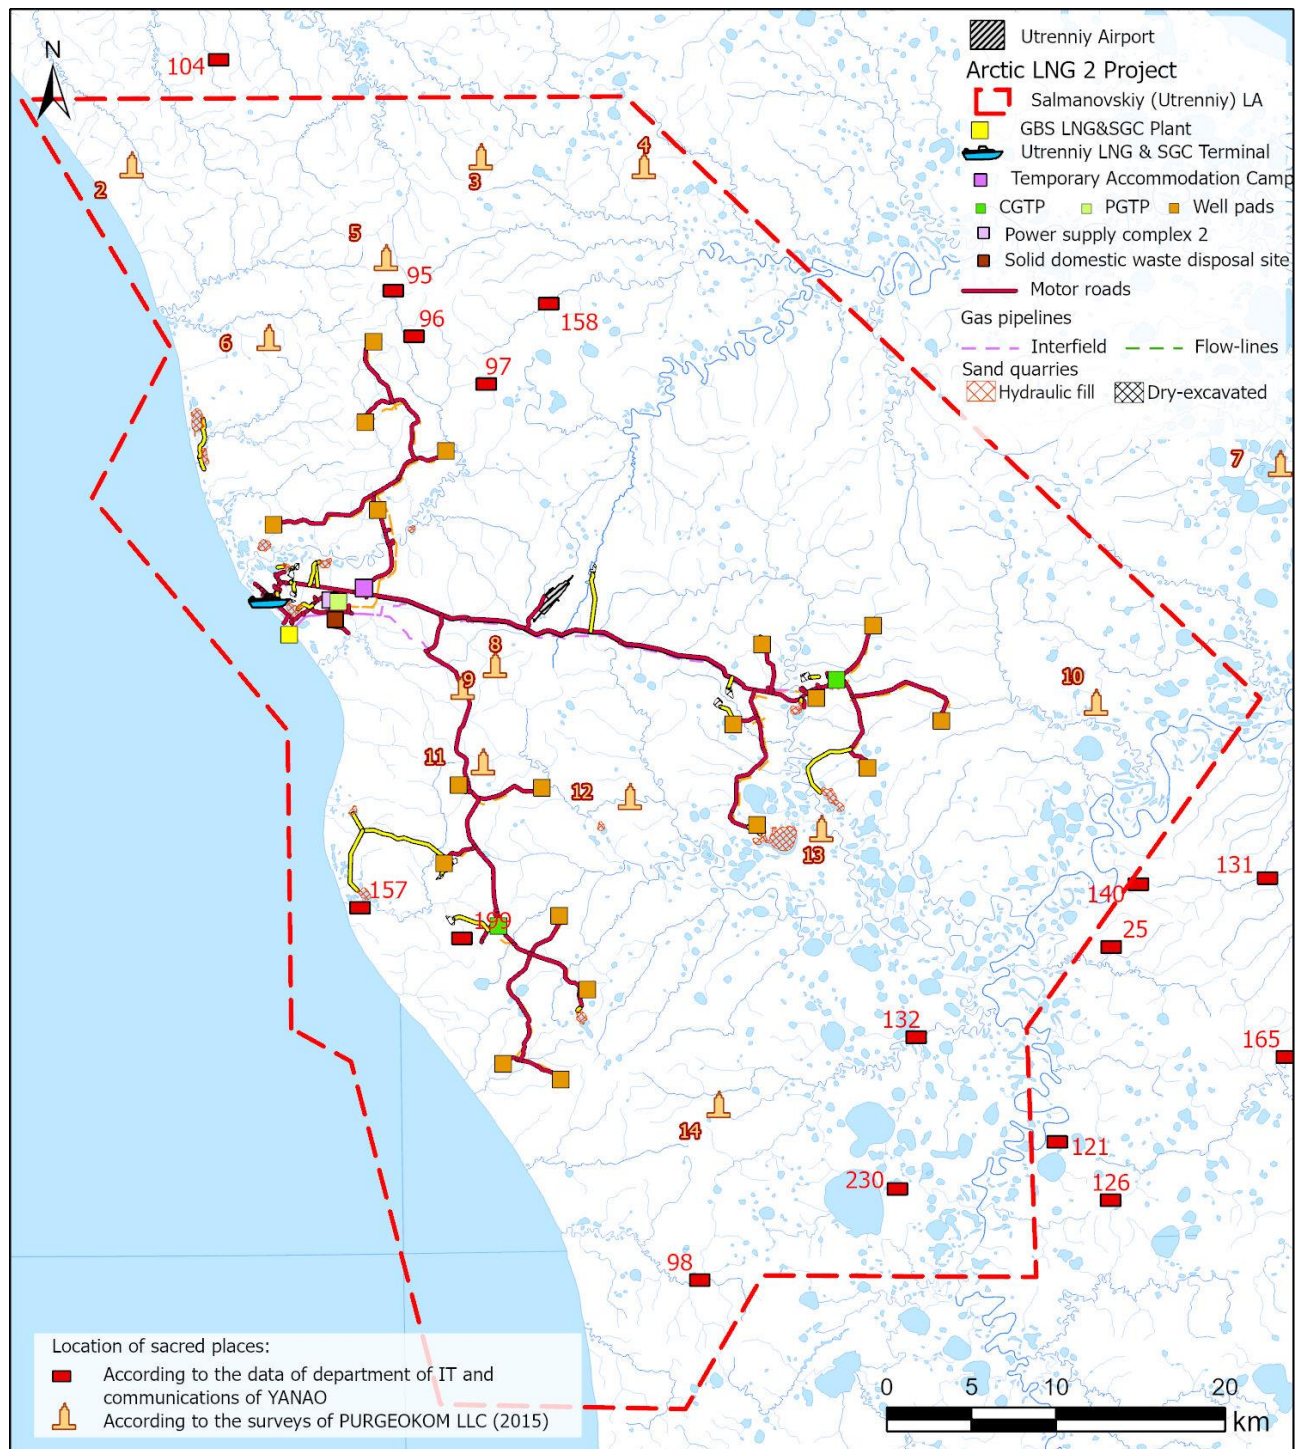 N
104
Utrenniy Airport
Arctic LNG 2 Project
Salmanovskiy (Utrenniy) LA
GBS LNG&SGC Plant
Utrenniy LNG & SGC Terminal
Temporary Accommodation Camp
CGTP PGTP Well pads
Power supply complex 2
Solid domestic waste disposal site
Motor roads
Gas pipelines
Interfield Flow-lines
Sand quarries
Hydraulic fill Dry-excavated
2
3
4
5
95
96
158
6
97
7
8
9
10
11
12
13
157
199
140
131
25
132
165
14
121
230
126
98
Location of sacred places:
According to the data of department of IT and
communications of YANAO
According to the surveys of PURGEOKOM LLC (2015)
0 5 10 20
km